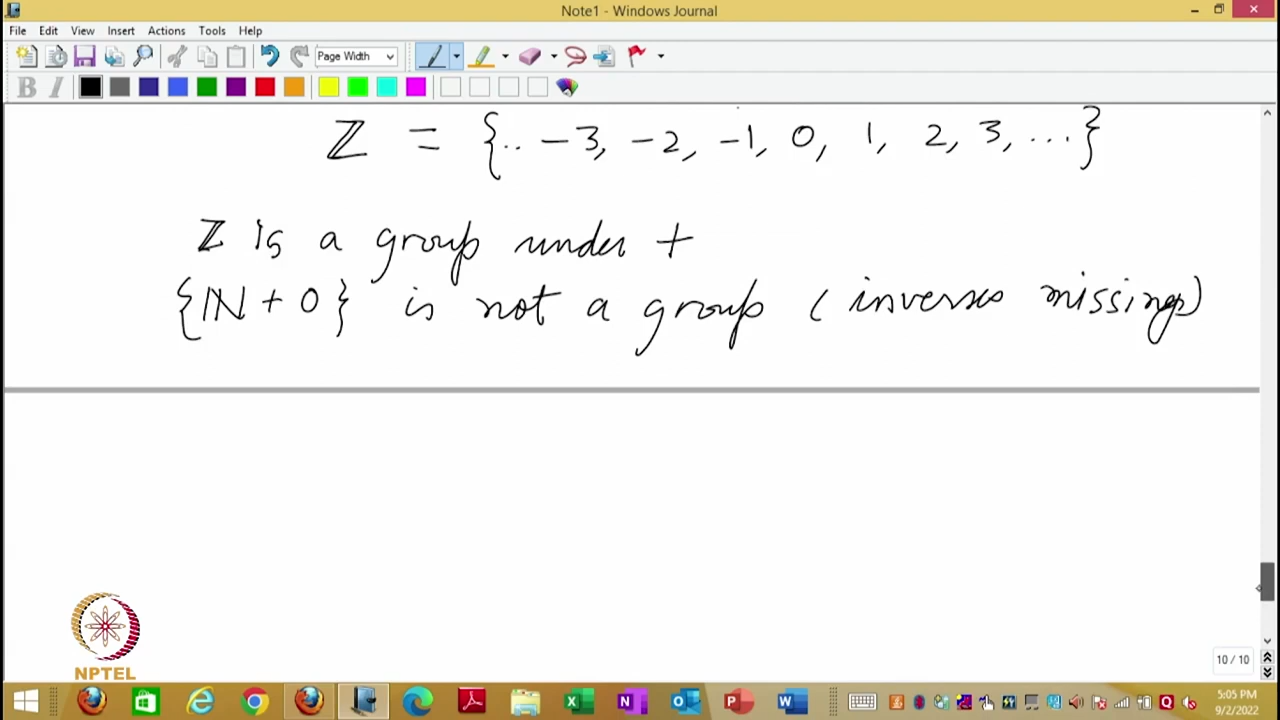 Note1 - Windows Journal
File Edit View Insert Actions Tools Help
Page Width
B I
ℤ = {.. -3, -2, -1, 0, 1, 2, 3, ...}
ℤ is a group under +
{ℕ + 0} is not a group (inverses missing)
10 / 10
NPTEL
5:05 PM
9/2/2022